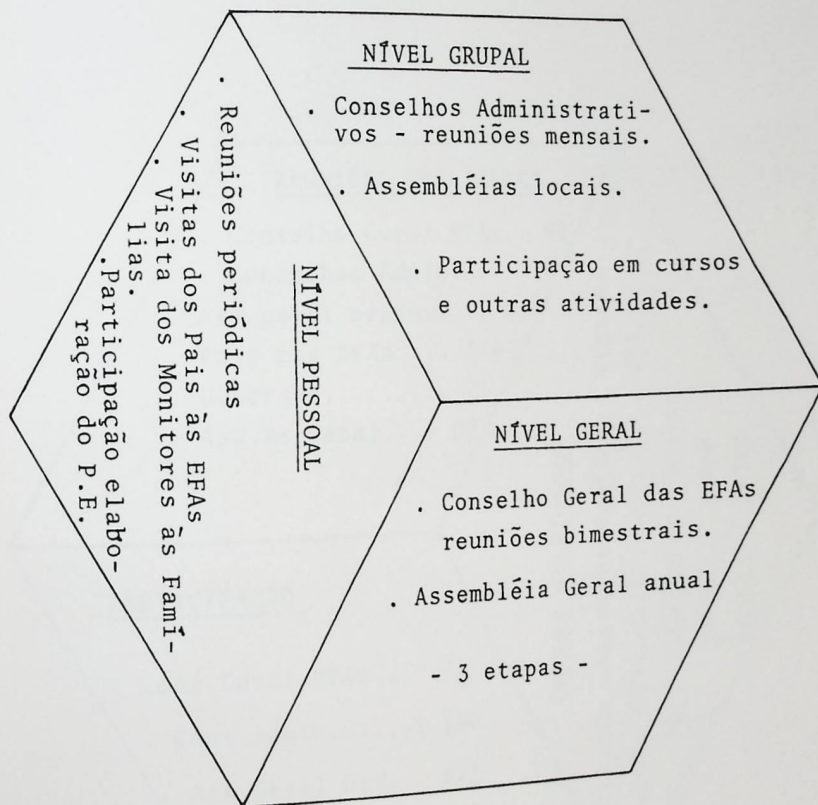 NÍVEL GRUPAL
. Conselhos Administrati-
vos - reuniões mensais.
. Assembléias locais.
. Participação em cursos
e outras atividades.
NÍVEL PESSOAL
. Reuniões periódicas
. Visitas dos Pais às EFAs
. Visita dos Monitores às Famí-
lias.
.Participação elabo-
ração do P.E.
NÍVEL GERAL
. Conselho Geral das EFAs
reuniões bimestrais.
. Assembléia Geral anual
- 3 etapas -